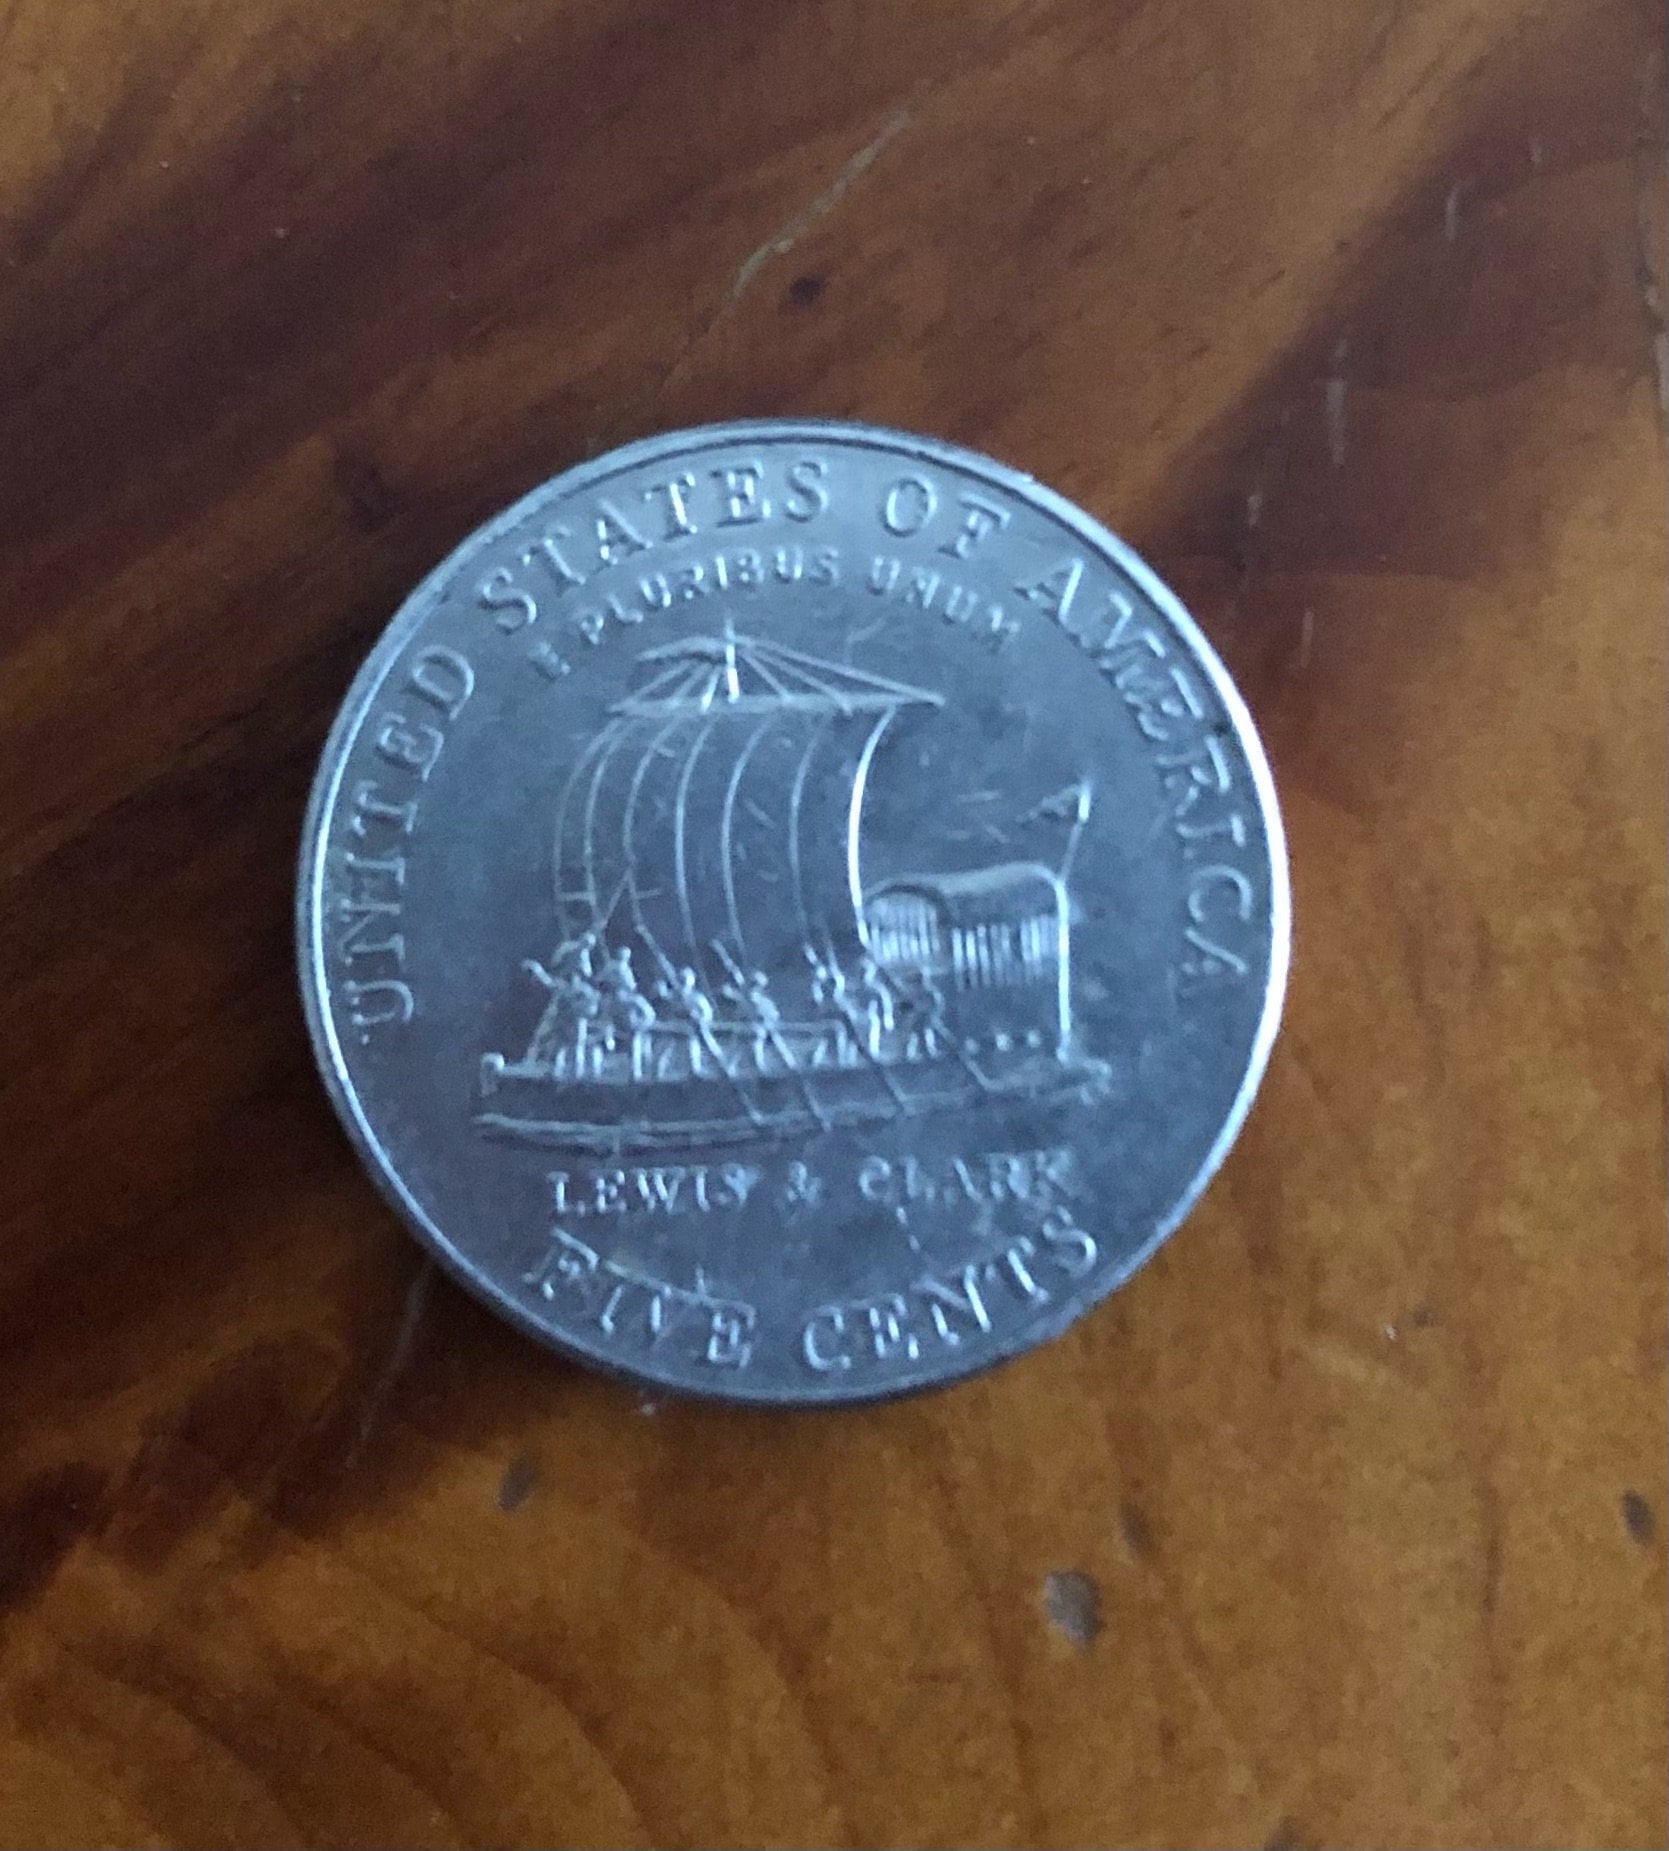 UNITED STATES OF AMERICA
E PLURIBUS UNUM
LEWIS & CLARK
FIVE CENTS